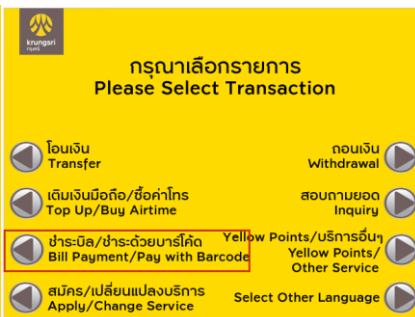 krungsri
กรุงศรี
กรุณาเลือกรายการ
Please Select Transaction
โอนเงิน
Transfer
ถอนเงิน
Withdrawal
เติมเงินมือถือ/ซื้อค่าโทร
Top Up/Buy Airtime
สอบถามยอด
Inquiry
ชำระบิล/ชำระด้วยบาร์โค้ด
Bill Payment/Pay with Barcode
Yellow Points/บริการอื่นๆ
Yellow Points/
Other Service
สมัคร/เปลี่ยนแปลงบริการ
Apply/Change Service
Select Other Language